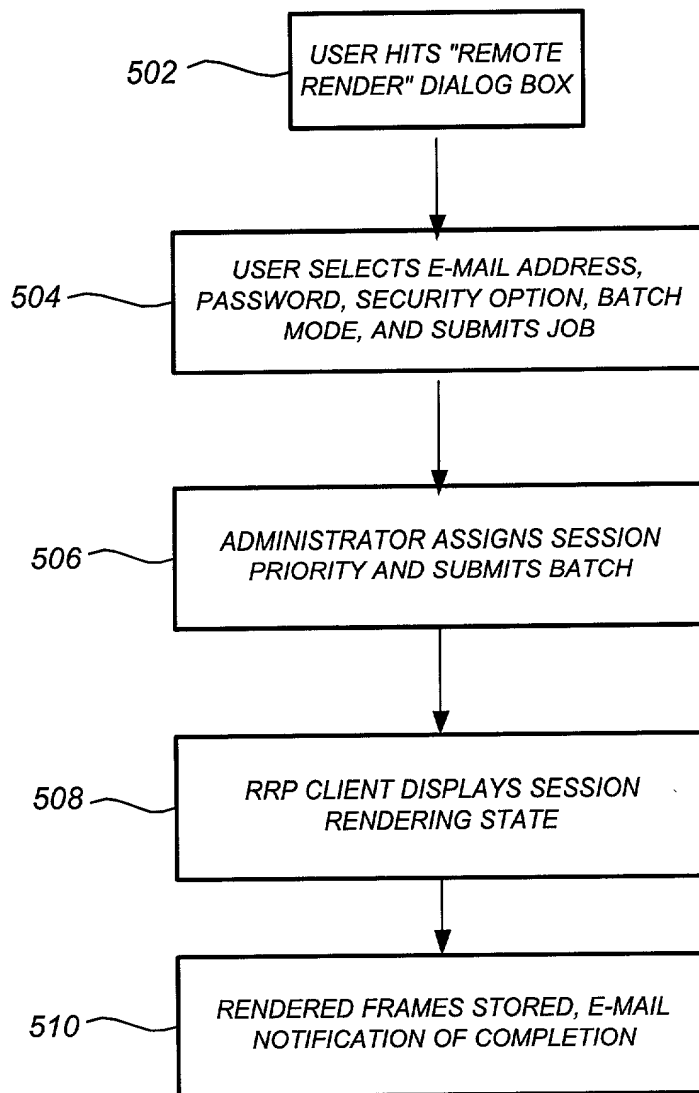 502
USER HITS "REMOTE
RENDER" DIALOG BOX
504
USER SELECTS E-MAIL ADDRESS,
PASSWORD, SECURITY OPTION, BATCH
MODE, AND SUBMITS JOB
506
ADMINISTRATOR ASSIGNS SESSION
PRIORITY AND SUBMITS BATCH
508
RRP CLIENT DISPLAYS SESSION
RENDERING STATE
510
RENDERED FRAMES STORED, E-MAIL
NOTIFICATION OF COMPLETION